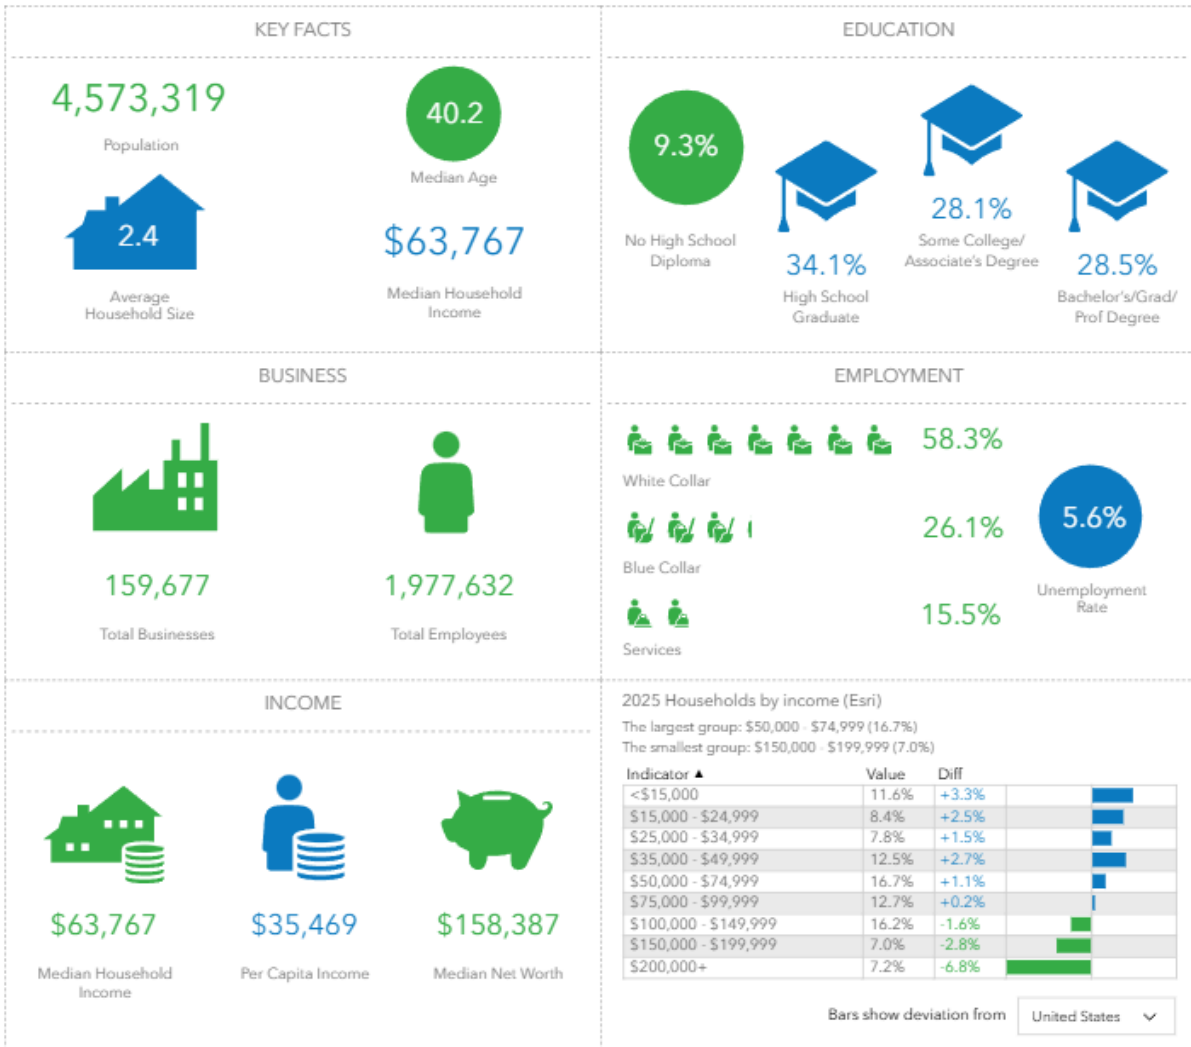 KEY FACTS
4,573,319
Population
40.2
Median Age
2.4
Average
Household Size
$63,767
Median Household
Income
EDUCATION
9.3%
No High School
Diploma
34.1%
High School
Graduate
28.1%
Some College/
Associate's Degree
28.5%
Bachelor's/Grad/
Prof Degree
BUSINESS
159,677
Total Businesses
1,977,632
Total Employees
EMPLOYMENT
58.3%
White Collar
26.1%
Blue Collar
15.5%
Services
5.6%
Unemployment
Rate
INCOME
$63,767
Median Household
Income
$35,469
Per Capita Income
$158,387
Median Net Worth
2025 Households by income (Esri)
The largest group: $50,000 - $74,999 (16.7%)
The smallest group: $150,000 - $199,999 (7.0%)
Indicator ▲ Value Diff
<$15,000 11.6% +3.3%
$15,000 - $24,999 8.4% +2.5%
$25,000 - $34,999 7.8% +1.5%
$35,000 - $49,999 12.5% +2.7%
$50,000 - $74,999 16.7% +1.1%
$75,000 - $99,999 12.7% +0.2%
$100,000 - $149,999 16.2% -1.6%
$150,000 - $199,999 7.0% -2.8%
$200,000+ 7.2% -6.8%
Bars show deviation from United States